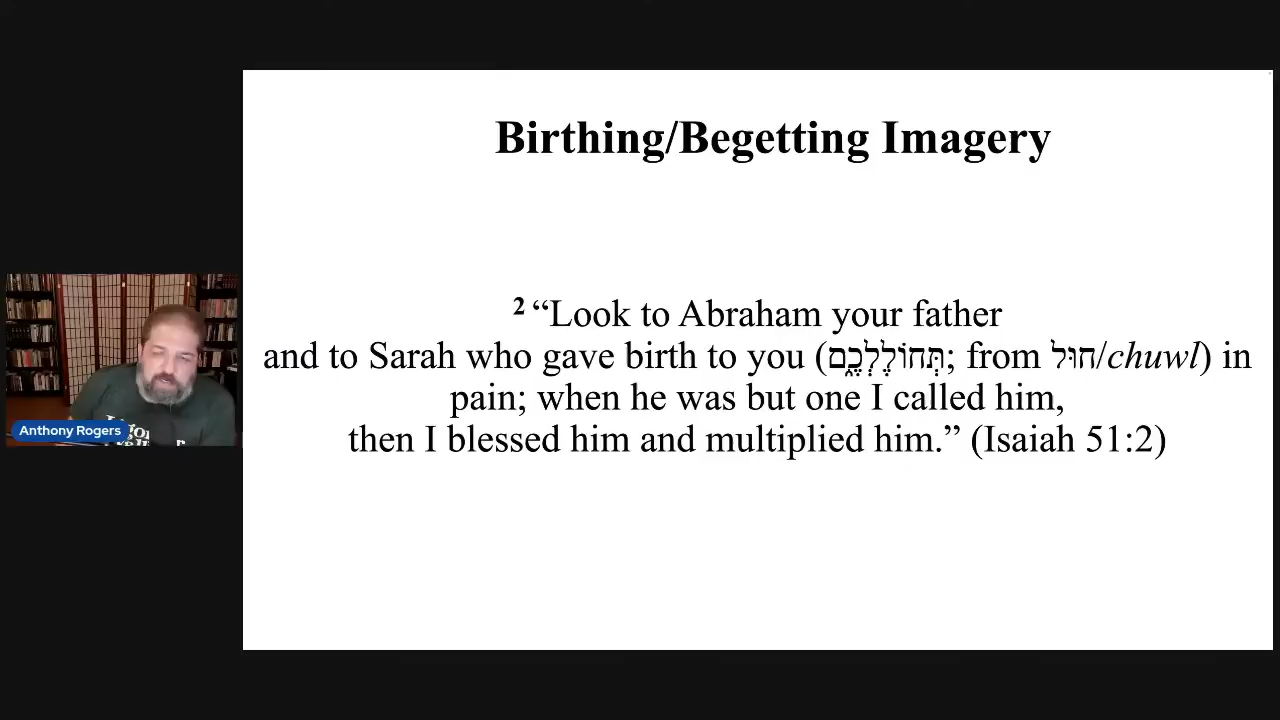 Birthing/Begetting Imagery
2 “Look to Abraham your father
and to Sarah who gave birth to you (תְּחוֹלֶלְכֶ֑ם; from חוּל/chuwl) in
pain; when he was but one I called him,
then I blessed him and multiplied him.” (Isaiah 51:2)
Anthony Rogers